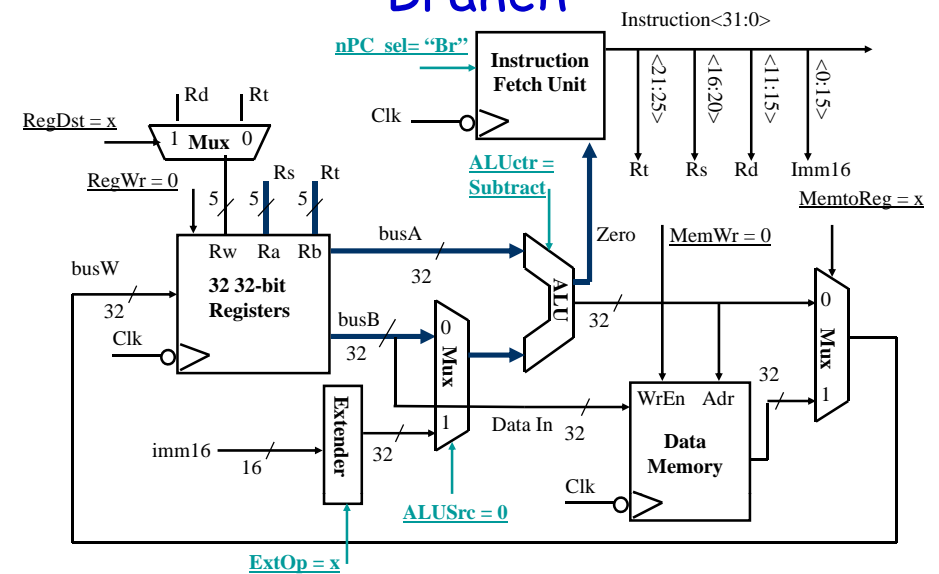 Branch
Instruction<31:0>
nPC_sel= “Br”
Instruction
Fetch Unit
Clk
<21:25>
<16:20>
<11:15>
<0:15>
Rt
Rs
Rd
Imm16
Rd
Rt
RegDst = x
1 Mux 0
RegWr = 0
5
5
Rs
5
Rt
ALUctr =
Subtract
Zero
MemWr = 0
MemtoReg = x
Rw Ra Rb
busA
32
busW
32
32 32-bit
Registers
Clk
busB
32
0
Mux
1
ALU
32
0
Mux
1
WrEn Adr
32
Data In
32
Data
Memory
Clk
imm16
16
Extender
32
ALUSrc = 0
ExtOp = x